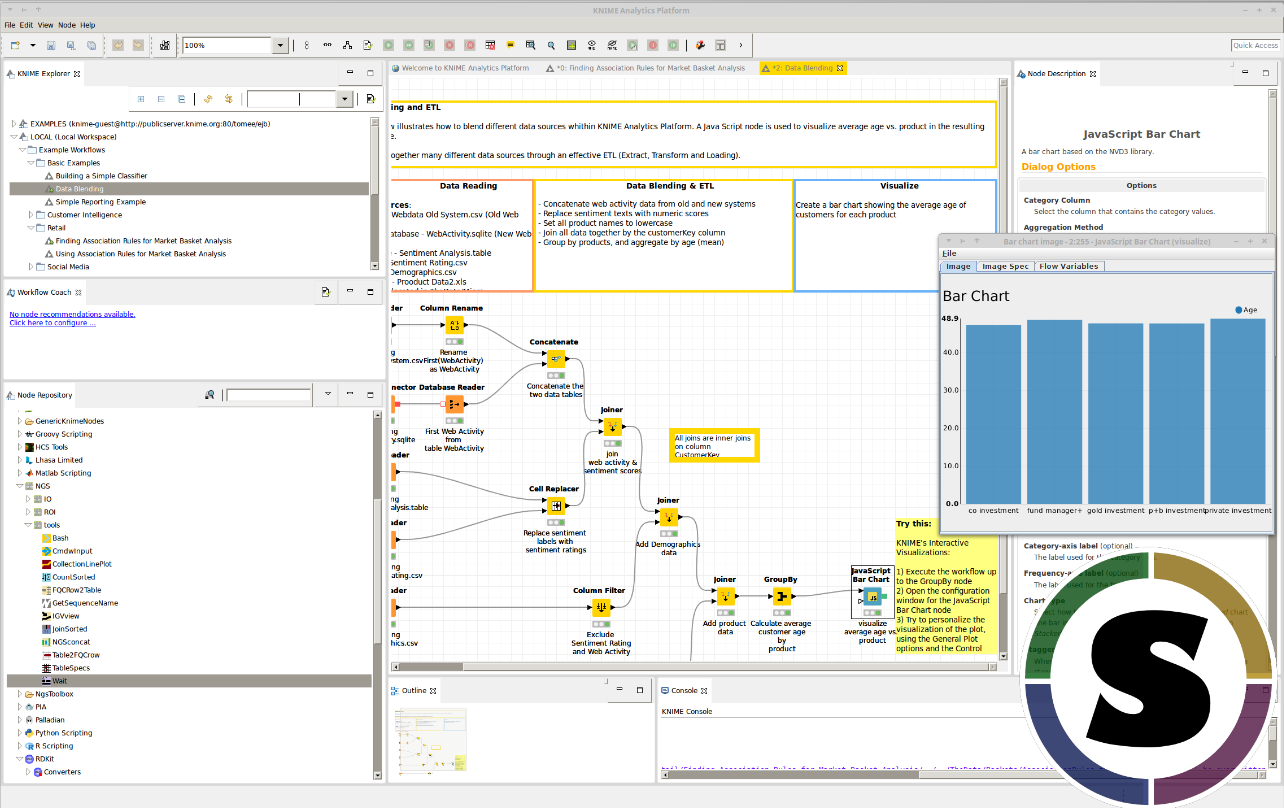 KNIME Analytics Platform
File Edit View Node Help
100%
Quick Access
KNIME Explorer
EXAMPLES (knime-guest@http://publicserver.knime.org:80/tomee/ejb)
LOCAL (Local Workspace)
Example Workflows
Basic Examples
Building a Simple Classifier
Data Blending
Simple Reporting Example
Customer Intelligence
Retail
Finding Association Rules for Market Basket Analysis
Using Association Rules for Market Basket Analysis
Social Media
Workflow Coach
No node recommendations available.
Click here to configure ...
Node Repository
GenericKnimeNodes
Groovy Scripting
HCS Tools
Lhasa Limited
Matlab Scripting
NGS
IO
ROI
tools
Bash
CmdwInput
CollectionLinePlot
CountSorted
FQCRow2Table
GetSequenceName
IGVview
JoinSorted
NGSconcat
Table2FQCrow
TableSpecs
Wait
NgsToolbox
PIA
Palladian
Python Scripting
R Scripting
RDKit
Converters
Welcome to KNIME Analytics Platform
*0: Finding Association Rules for Market Basket Analysis
*2: Data Blending
ing and ETL
w illustrates how to blend different data sources whithin KNIME Analytics Platform. A Java Script node is used to visualize average age vs. product in the resulting
e.
ogether many different data sources through an effective ETL (Extract, Transform and Loading).
Data Reading
rces:
Webdata Old System.csv (Old Web
atabase - WebActivity.sqlite (New Web
- Sentiment Analysis.table
Sentiment Rating.csv
Demographics.csv
- Prooduct Data2.xls
Data Blending & ETL
- Concatenate web activity data from old and new systems
- Replace sentiment texts with numeric scores
- Set all product names to lowercase
- Join all data together by the customerKey column
- Group by products, and aggregate by age (mean)
Visualize
Create a bar chart showing the average age of
customers for each product
der
Column Rename
ystem.csv
Rename
First(WebActivity)
as WebActivity
Concatenate
Concatenate the
two data tables
nector
Database Reader
y.sqlite
First Web Activity
from
table WebActivity
Joiner
join
web activity &
sentiment scores
All joins are inner joins
on column
CustomerKey
eader
ng
alysis.table
Cell Replacer
Replace sentiment
labels with
sentiment ratings
Joiner
Add Demographics
data
der
ng
ating.csv
der
ng
hics.csv
Column Filter
Exclude
Sentiment Rating
and Web Activity
Joiner
Add product
data
GroupBy
Calculate average
customer age
by
product
JavaScript
Bar Chart
visualize
average age vs.
product
Try this:
KNIME's Interactive
Visualizations:
1) Execute the workflow up
to the GroupBy node
2) Open the configuration
window for the JavaScript
Bar Chart node
3) Try to personalize the
visualization of the plot,
using the General Plot
options and the Control
Outline
Console
KNIME Console
Node Description
JavaScript Bar Chart
A bar chart based on the NVD3 library.
Dialog Options
Options
Category Column
Select the column that contains the category values.
Aggregation Method
Bar chart image - 2:255 - JavaScript Bar Chart (visualize)
File
Image
Image Spec
Flow Variables
Bar Chart
Age
48.9
40.0
30.0
20.0
10.0
0.0
co investment
fund manager+
gold investment
p+b investment
private investment
Category-axis label (optional)
The label used for the category
Frequency-axis label (optional)
The label
Chart Type
S